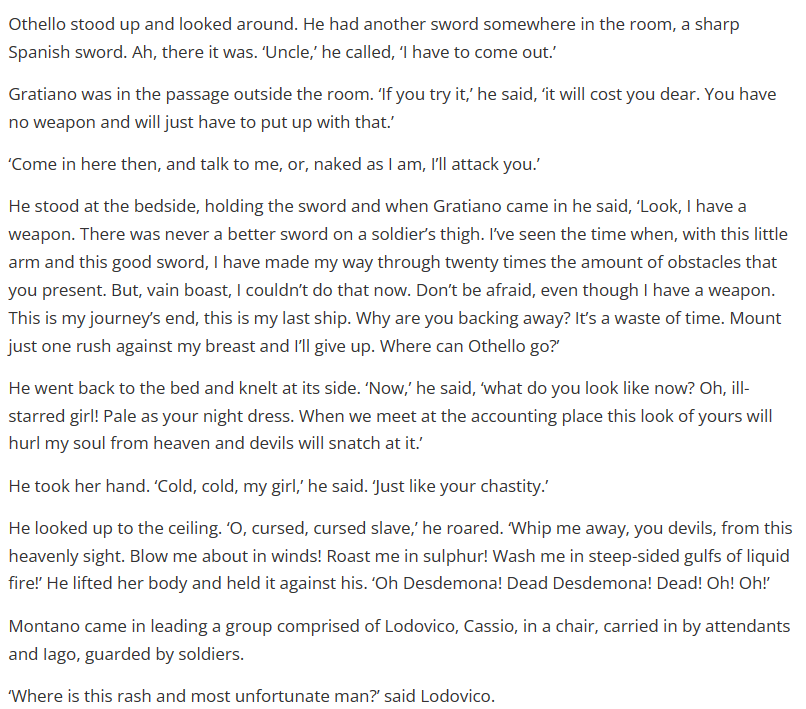 Othello stood up and looked around. He had another sword somewhere in the room, a sharp
Spanish sword. Ah, there it was. ‘Uncle,’ he called, ‘I have to come out.’
Gratiano was in the passage outside the room. ‘If you try it,’ he said, ‘it will cost you dear. You have
no weapon and will just have to put up with that.’
‘Come in here then, and talk to me, or, naked as I am, I’ll attack you.’
He stood at the bedside, holding the sword and when Gratiano came in he said, ‘Look, I have a
weapon. There was never a better sword on a soldier’s thigh. I’ve seen the time when, with this little
arm and this good sword, I have made my way through twenty times the amount of obstacles that
you present. But, vain boast, I couldn’t do that now. Don’t be afraid, even though I have a weapon.
This is my journey’s end, this is my last ship. Why are you backing away? It’s a waste of time. Mount
just one rush against my breast and I’ll give up. Where can Othello go?’
He went back to the bed and knelt at its side. ‘Now,’ he said, ‘what do you look like now? Oh, ill-
starred girl! Pale as your night dress. When we meet at the accounting place this look of yours will
hurl my soul from heaven and devils will snatch at it.’
He took her hand. ‘Cold, cold, my girl,’ he said. ‘Just like your chastity.’
He looked up to the ceiling. ‘O, cursed, cursed slave,’ he roared. ‘Whip me away, you devils, from this
heavenly sight. Blow me about in winds! Roast me in sulphur! Wash me in steep-sided gulfs of liquid
fire!’ He lifted her body and held it against his. ‘Oh Desdemona! Dead Desdemona! Dead! Oh! Oh!’
Montano came in leading a group comprised of Lodovico, Cassio, in a chair, carried in by attendants
and Iago, guarded by soldiers.
‘Where is this rash and most unfortunate man?’ said Lodovico.